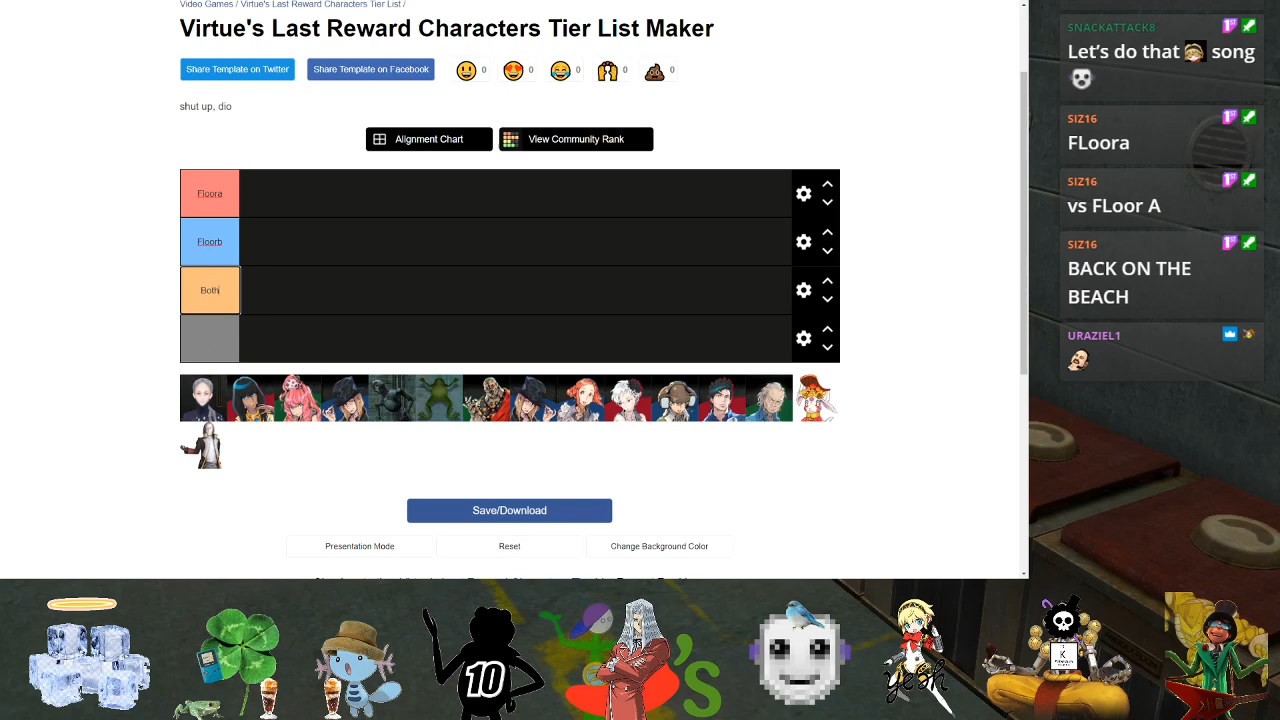 Video Games / Virtue's Last Reward Characters Tier List /
Virtue's Last Reward Characters Tier List Maker
Share Template on Twitter
Share Template on Facebook
0
0
0
0
0
shut up, dio
Alignment Chart
View Community Rank
Floora
Floorb
Both
Save/Download
Presentation Mode
Reset
Change Background Color
SNACKATTACK8
Let's do that song
SIZ16
FLoora
SIZ16
vs FLoor A
SIZ16
BACK ON THE
BEACH
URAZIEL1
10
's
yeah
K